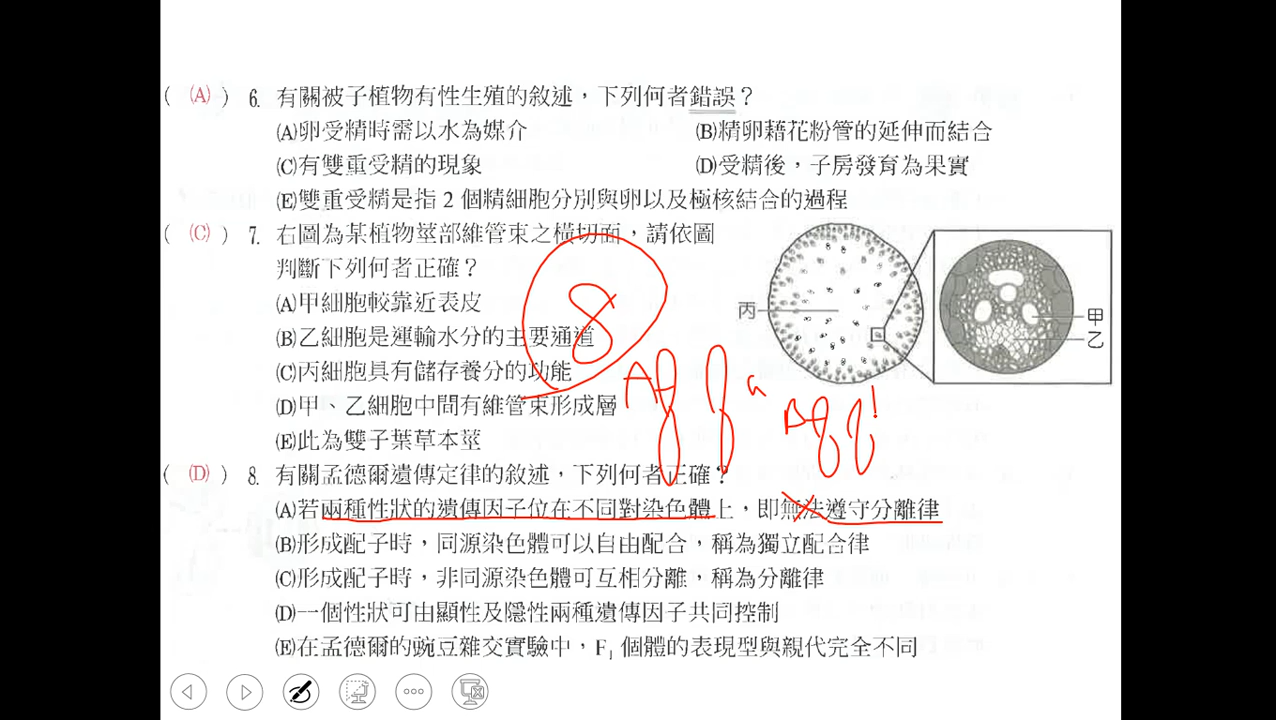 ( (A) ) 6. 有關被子植物有性生殖的敘述，下列何者錯誤？
(A)卵受精時需以水為媒介 (B)精卵藉花粉管的延伸而結合
(C)有雙重受精的現象 (D)受精後，子房發育為果實
(E)雙重受精是指 2 個精細胞分別與卵以及極核結合的過程
( (C) ) 7. 右圖為某植物莖部維管束之橫切面，請依圖
判斷下列何者正確？
(A)甲細胞較靠近表皮
(B)乙細胞是運輸水分的主要通道
(C)丙細胞具有儲存養分的功能
(D)甲、乙細胞中間有維管束形成層
(E)此為雙子葉草本莖
丙
甲
乙
8
A a
B
( (D) ) 8. 有關孟德爾遺傳定律的敘述，下列何者正確？
(A)若兩種性狀的遺傳因子位在不同對染色體上，即無法遵守分離律
(B)形成配子時，同源染色體可以自由配合，稱為獨立配合律
(C)形成配子時，非同源染色體可互相分離，稱為分離律
(D)一個性狀可由顯性及隱性兩種遺傳因子共同控制
(E)在孟德爾的豌豆雜交實驗中，F₁ 個體的表現型與親代完全不同